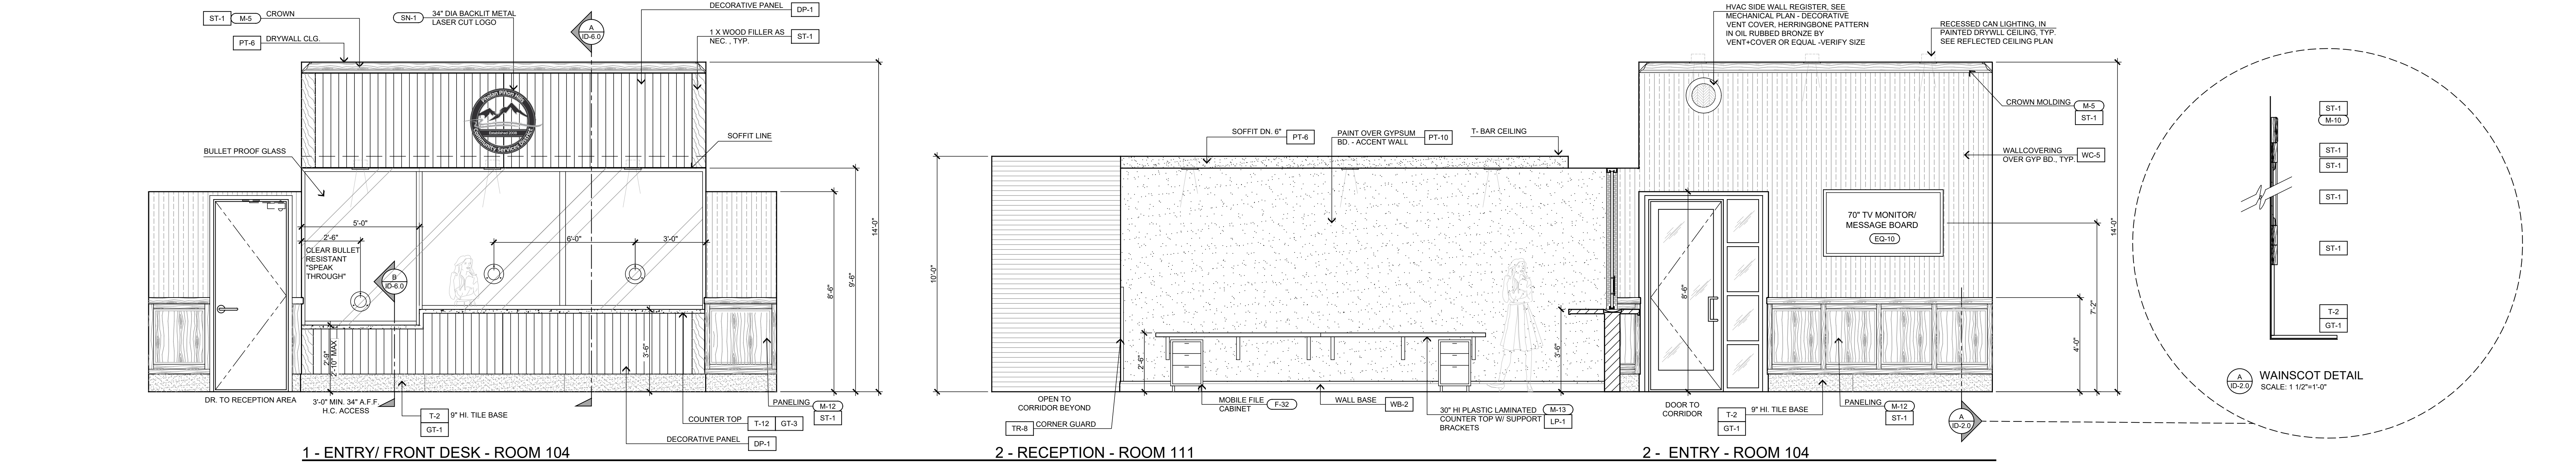 ST-1
M-5
CROWN
PT-6
DRYWALL CLG.
SN-1
34" DIA BACKLIT METAL
LASER CUT LOGO
A
ID-6.0
DECORATIVE PANEL
DP-1
1 X WOOD FILLER AS
NEC. , TYP.
ST-1
Phelan Piñon Hills
Established 2008
Community Services District
SOFFIT LINE
BULLET PROOF GLASS
5'-0"
2'-6"
6'-0"
3'-0"
CLEAR BULLET
RESISTANT
"SPEAK
THROUGH"
B
ID-6.0
14'-0"
9'-6"
8'-6"
2'-9"
2'-10" MAX.
3'-6"
DR. TO RECEPTION AREA
3'-0" MIN. 34" A.F.F.
H.C. ACCESS
T-2
GT-1
9" HI. TILE BASE
COUNTER TOP
T-12
GT-3
DECORATIVE PANEL
DP-1
PANELING
M-12
ST-1
1 - ENTRY/ FRONT DESK - ROOM 104
10'-0"
SOFFIT DN. 6"
PT-6
PAINT OVER GYPSUM
BD. - ACCENT WALL
PT-10
T- BAR CEILING
2'-6"
3'-6"
OPEN TO
CORRIDOR BEYOND
TR-8
CORNER GUARD
MOBILE FILE
CABINET
F-32
WALL BASE
WB-2
30" HI PLASTIC LAMINATED
COUNTER TOP W/ SUPPORT
BRACKETS
M-13
LP-1
2 - RECEPTION - ROOM 111
HVAC SIDE WALL REGISTER, SEE
MECHANICAL PLAN - DECORATIVE
VENT COVER, HERRINGBONE PATTERN
IN OIL RUBBED BRONZE BY
VENT+COVER OR EQUAL -VERIFY SIZE
RECESSED CAN LIGHTING, IN
PAINTED DRYWLL CEILING, TYP.
SEE REFLECTED CEILING PLAN
CROWN MOLDING
M-5
ST-1
WALLCOVERING
OVER GYP BD., TYP.
WC-5
70" TV MONITOR/
MESSAGE BOARD
EQ-10
8'-6"
14'-0"
7'-2"
4'-0"
DOOR TO
CORRIDOR
T-2
GT-1
9" HI. TILE BASE
PANELING
M-12
ST-1
A
ID-2.0
2 - ENTRY - ROOM 104
ST-1
M-10
ST-1
ST-1
ST-1
ST-1
T-2
GT-1
A
ID-2.0
WAINSCOT DETAIL
SCALE: 1 1/2"=1'-0"